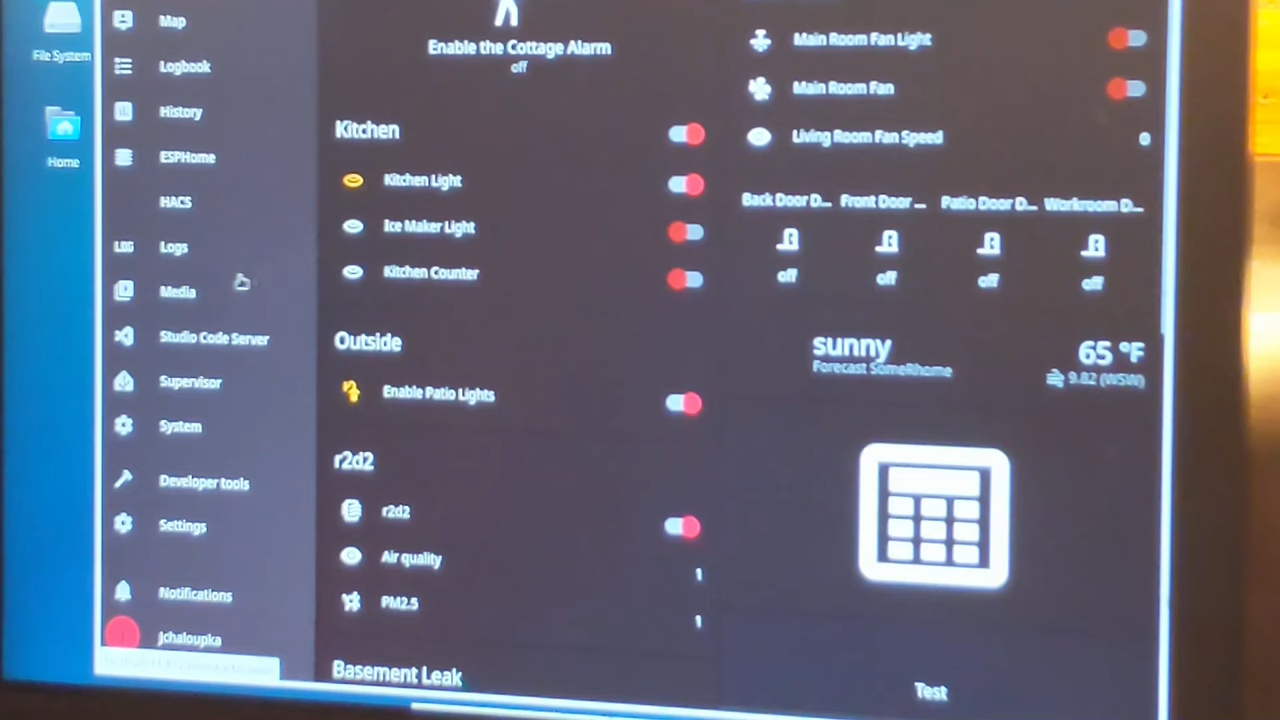 File System
Home
Map
Logbook
History
ESPHome
HACS
LOG
Logs
Media
Studio Code Server
Supervisor
System
Developer tools
Settings
Notifications
Jchaloupka
Enable the Cottage Alarm
off
Kitchen
Kitchen Light
Ice Maker Light
Kitchen Counter
Outside
Enable Patio Lights
r2d2
r2d2
Air quality
1
PM2.5
1
Basement Leak
Main Room Fan Light
Main Room Fan
Living Room Fan Speed
0
Back Door D... Front Door ... Patio Door D... Workroom D...
off off off off
sunny
65 °F
Forecast SomeRhome
9.82 (WSW)
Test